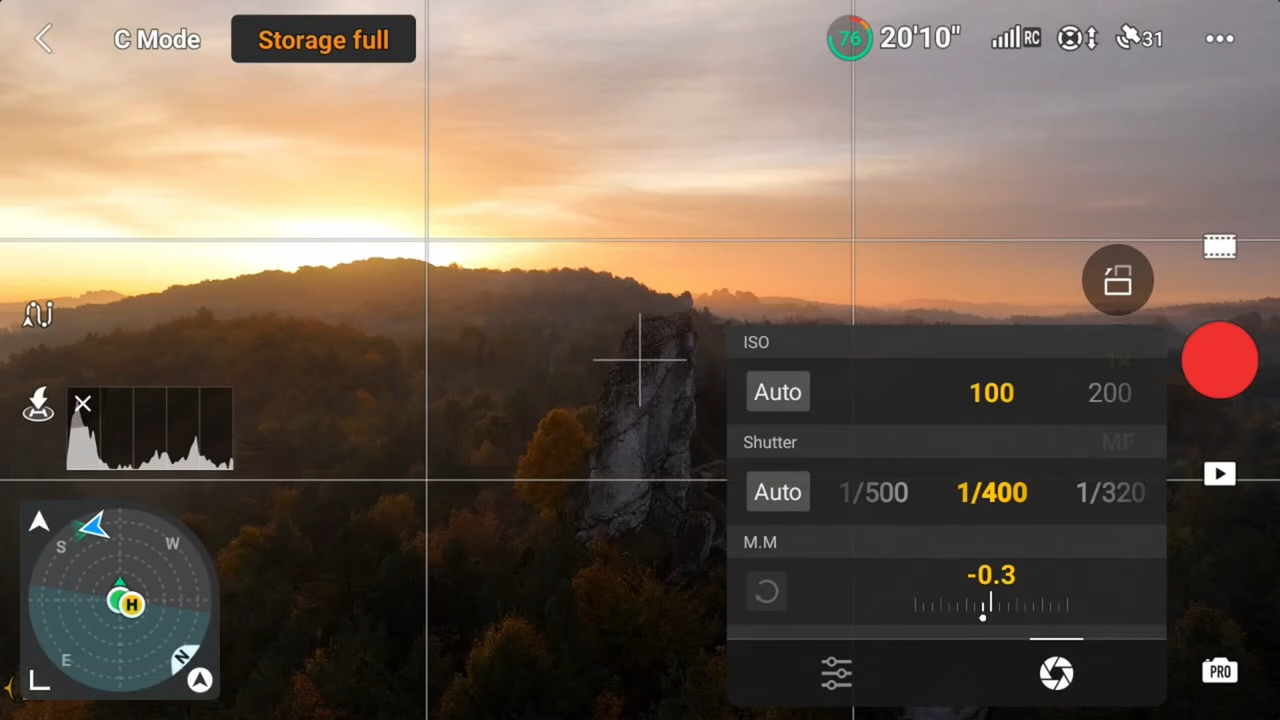 C Mode
Storage full
76
20'10"
RC
31
ISO
1×
Auto
100
200
Shutter
MF
Auto
1/500
1/400
1/320
M.M
-0.3
S
W
H
E
N
PRO